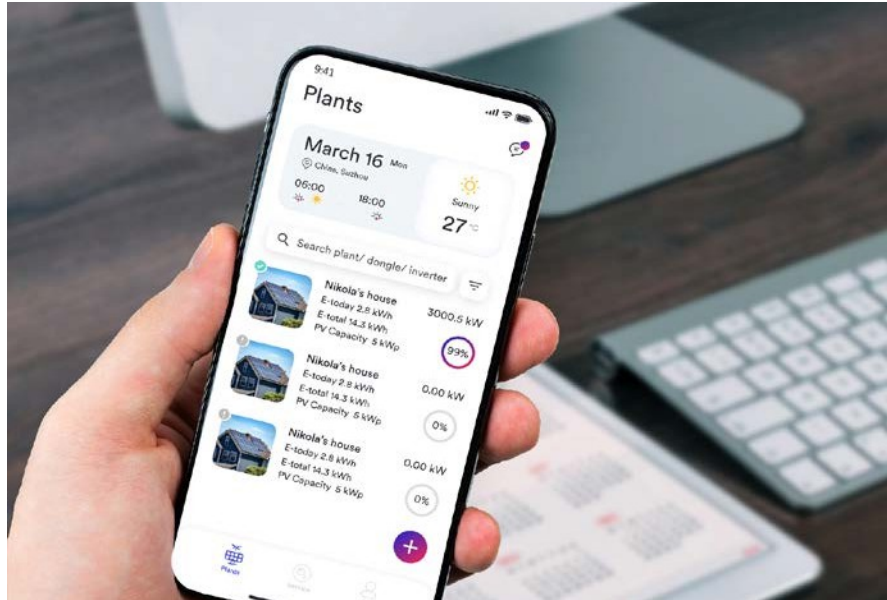 9:41
Plants
March 16 Mon
China, Suzhou
06:00
18:00
Sunny
27 °C
Search plant/ dongle/ inverter
Nikola's house
E-today 2.8 kWh
E-total 14.3 kWh
PV Capacity 5 kWp
3000.5 kW
99%
Nikola's house
E-today 2.8 kWh
E-total 14.3 kWh
PV Capacity 5 kWp
0.00 kW
0%
Nikola's house
E-today 2.8 kWh
E-total 14.3 kWh
PV Capacity 5 kWp
0.00 kW
0%
+
Plants